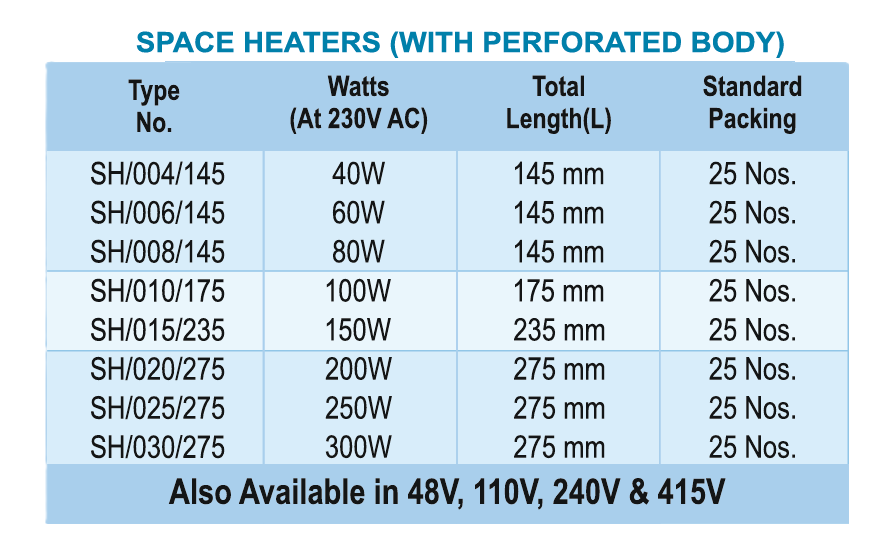 SPACE HEATERS (WITH PERFORATED BODY)
Type No. Watts (At 230V AC) Total Length(L) Standard Packing
SH/004/145 40W 145 mm 25 Nos.
SH/006/145 60W 145 mm 25 Nos.
SH/008/145 80W 145 mm 25 Nos.
SH/010/175 100W 175 mm 25 Nos.
SH/015/235 150W 235 mm 25 Nos.
SH/020/275 200W 275 mm 25 Nos.
SH/025/275 250W 275 mm 25 Nos.
SH/030/275 300W 275 mm 25 Nos.
Also Available in 48V, 110V, 240V & 415V